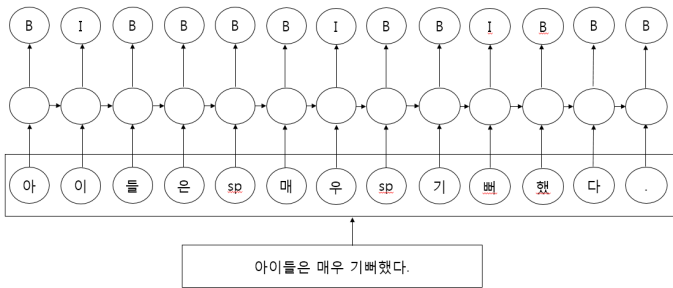 B I B B B B I B B I B B B
아 이 들 은 sp 매 우 sp 기 뻐 했 다 .
아이들은 매우 기뻐했다.